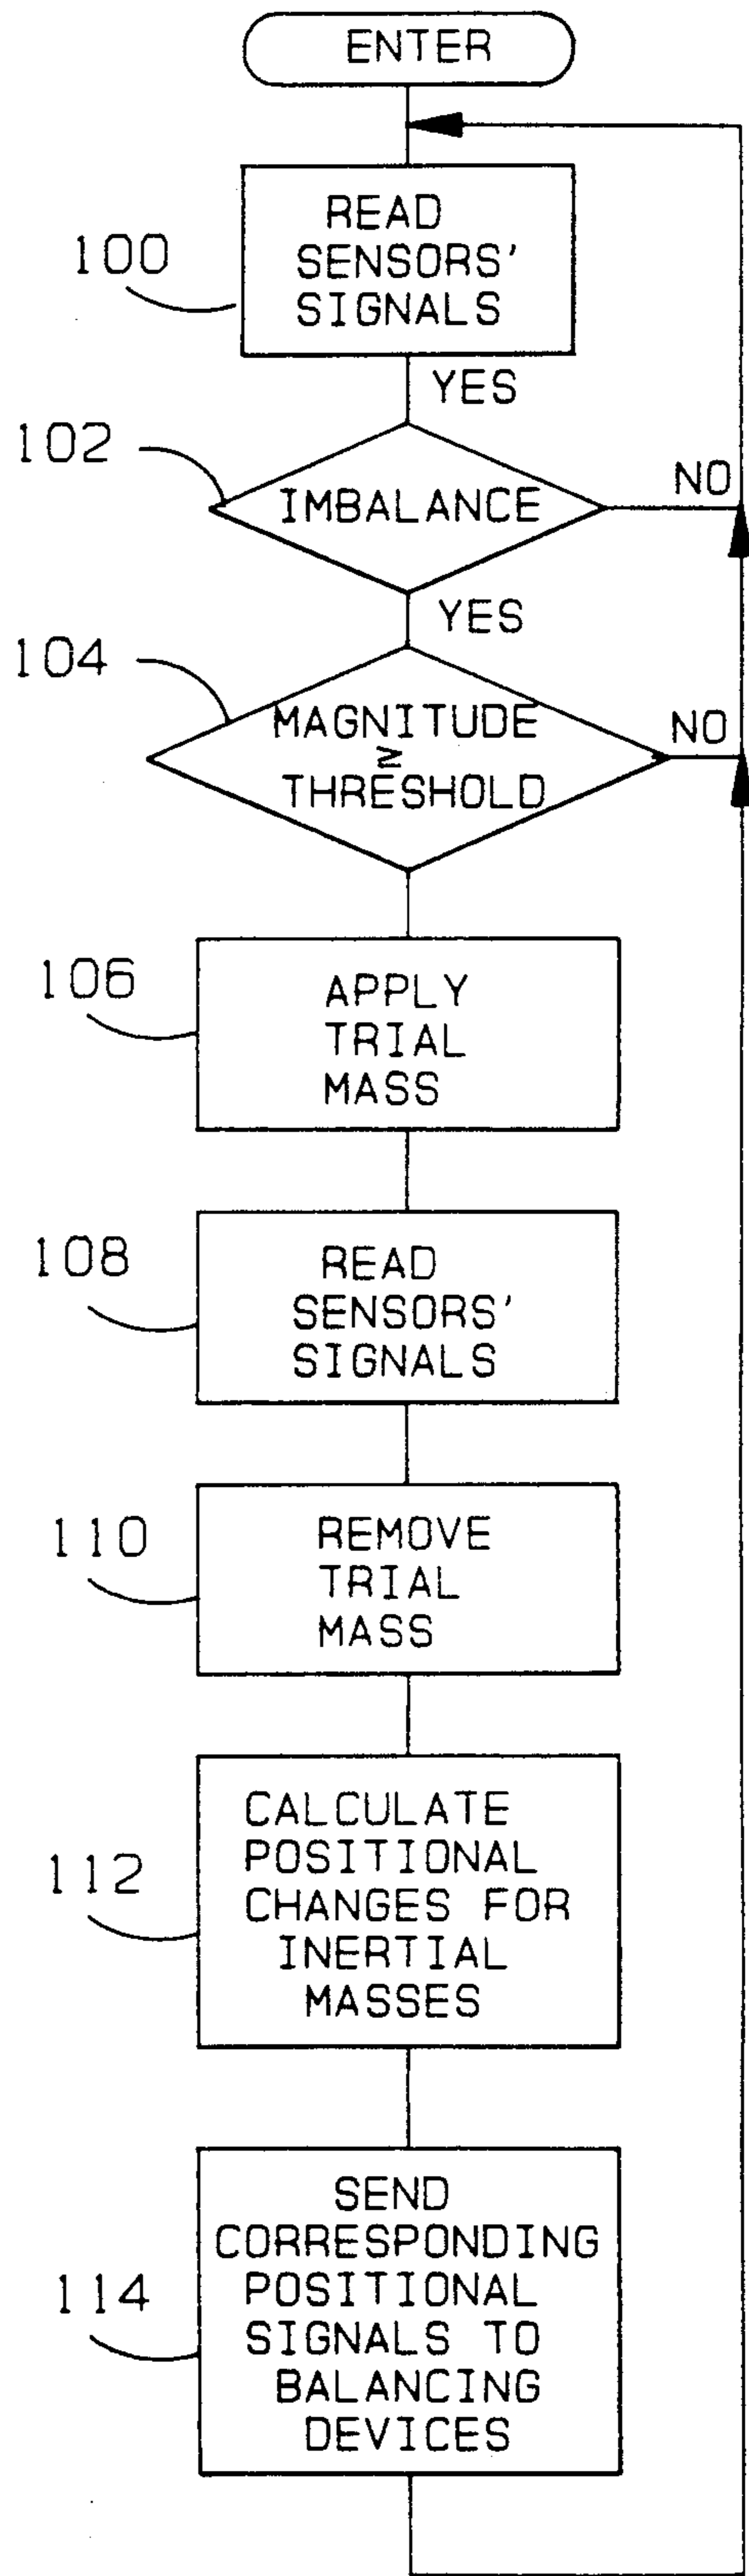 ENTER
READ
SENSORS'
SIGNALS
100
YES
102
IMBALANCE
NO
YES
104
MAGNITUDE
≥
THRESHOLD
NO
106
APPLY
TRIAL
MASS
108
READ
SENSORS'
SIGNALS
110
REMOVE
TRIAL
MASS
112
CALCULATE
POSITIONAL
CHANGES FOR
INERTIAL
MASSES
114
SEND
CORRESPONDING
POSITIONAL
SIGNALS TO
BALANCING
DEVICES